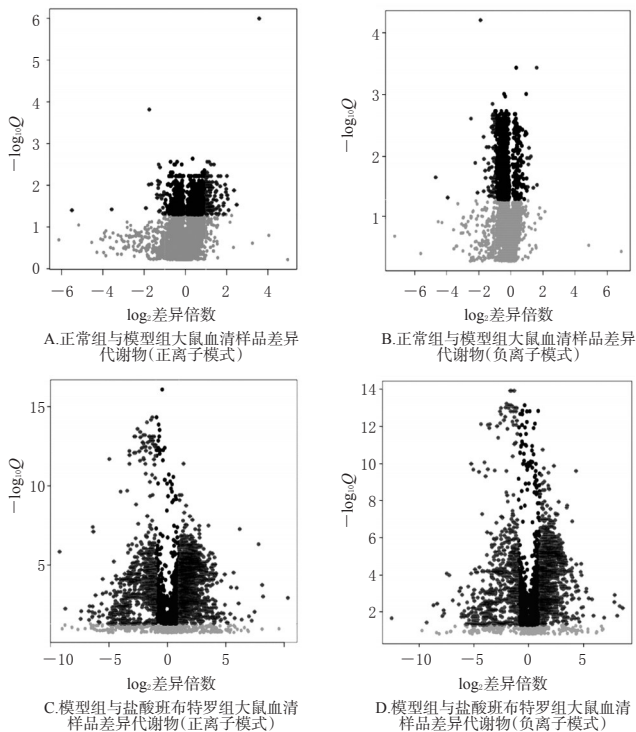 6
5
4
3
2
1
0
−log₁₀Q
−6 −4 −2 0 2 4
log₂差异倍数
A.正常组与模型组大鼠血清样品差异
代谢物(正离子模式)
4
3
2
1
−log₁₀Q
−6 −4 −2 0 2 4 6
log₂差异倍数
B.正常组与模型组大鼠血清样品差异
代谢物(负离子模式)
15
10
5
−log₁₀Q
−10 −5 0 5
log₂差异倍数
C.模型组与盐酸班布特罗组大鼠血清
样品差异代谢物(正离子模式)
14
12
10
8
6
4
2
−log₁₀Q
−10 −5 0 5
log₂差异倍数
D.模型组与盐酸班布特罗组大鼠血清
样品差异代谢物(负离子模式)